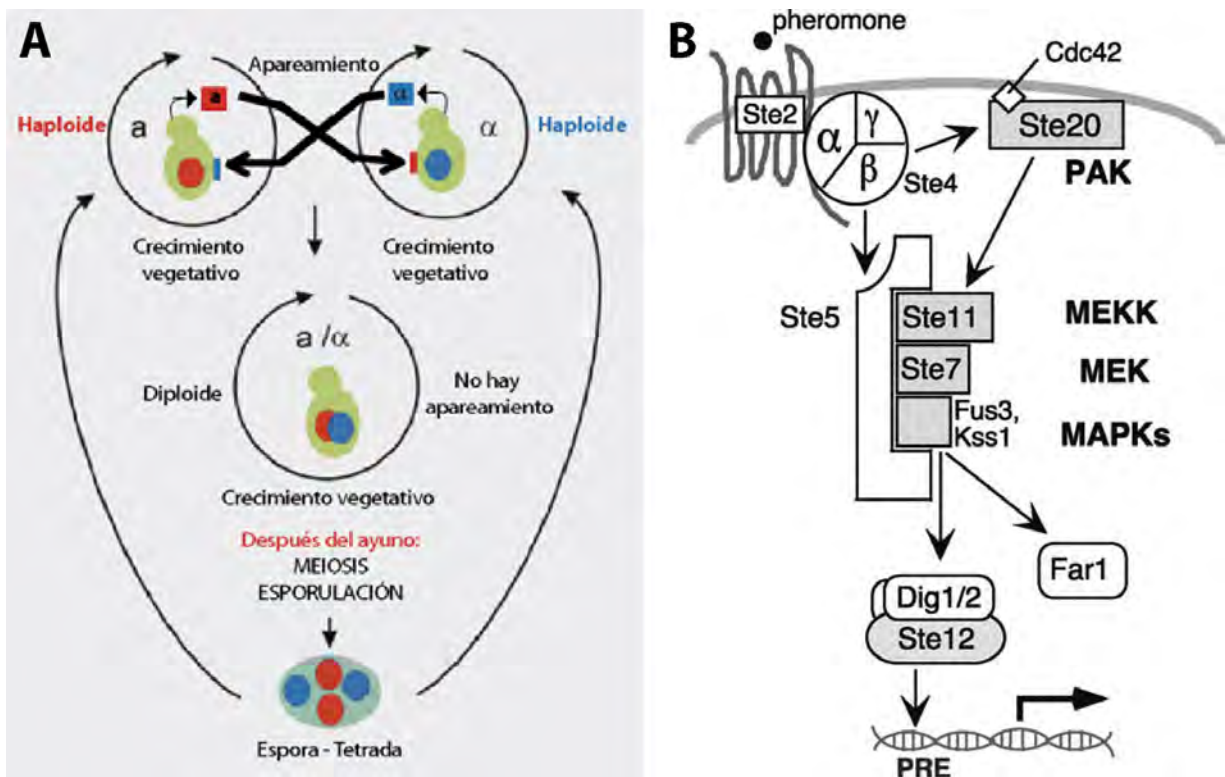 A
Apareamiento
a
α
Haploide
a
α
Haploide
Crecimiento
vegetativo
Crecimiento
vegetativo
a /α
Diploide
No hay
apareamiento
Crecimiento vegetativo
Después del ayuno:
MEIOSIS
ESPORULACIÓN
Espora - Tetrada
B
pheromone
Cdc42
Ste2
α
γ
β
Ste4
Ste20
PAK
Ste5
Ste11
MEKK
Ste7
MEK
Fus3,
Kss1
MAPKs
Far1
Dig1/2
Ste12
PRE